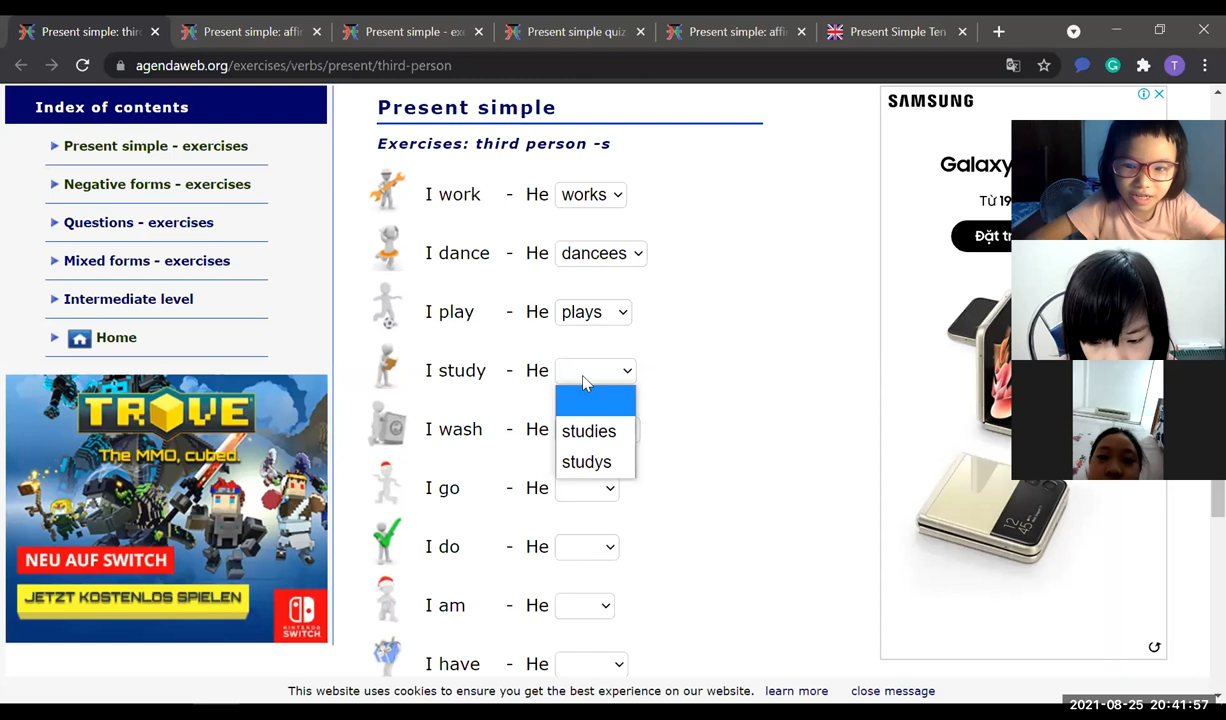 Present simple: thir
Present simple: affi
Present simple - exe
Present simple quiz
Present simple: affi
Present Simple Ten
agendaweb.org/exercises/verbs/present/third-person
T
Index of contents
Present simple - exercises
Negative forms - exercises
Questions - exercises
Mixed forms - exercises
Intermediate level
Home
TROVE
The MMO, cubed.
NEU AUF SWITCH
JETZT KOSTENLOS SPIELEN
NINTENDO
SWITCH
Present simple
Exercises: third person -s
I work - He works
I dance - He dancees
I play - He plays
I study - He
studies
studys
I wash - He
I go - He
I do - He
I am - He
I have - He
SAMSUNG
Galaxy
Từ 19
Đặt tr
This website uses cookies to ensure you get the best experience on our website. learn more close message
2021-08-25 20:41:57